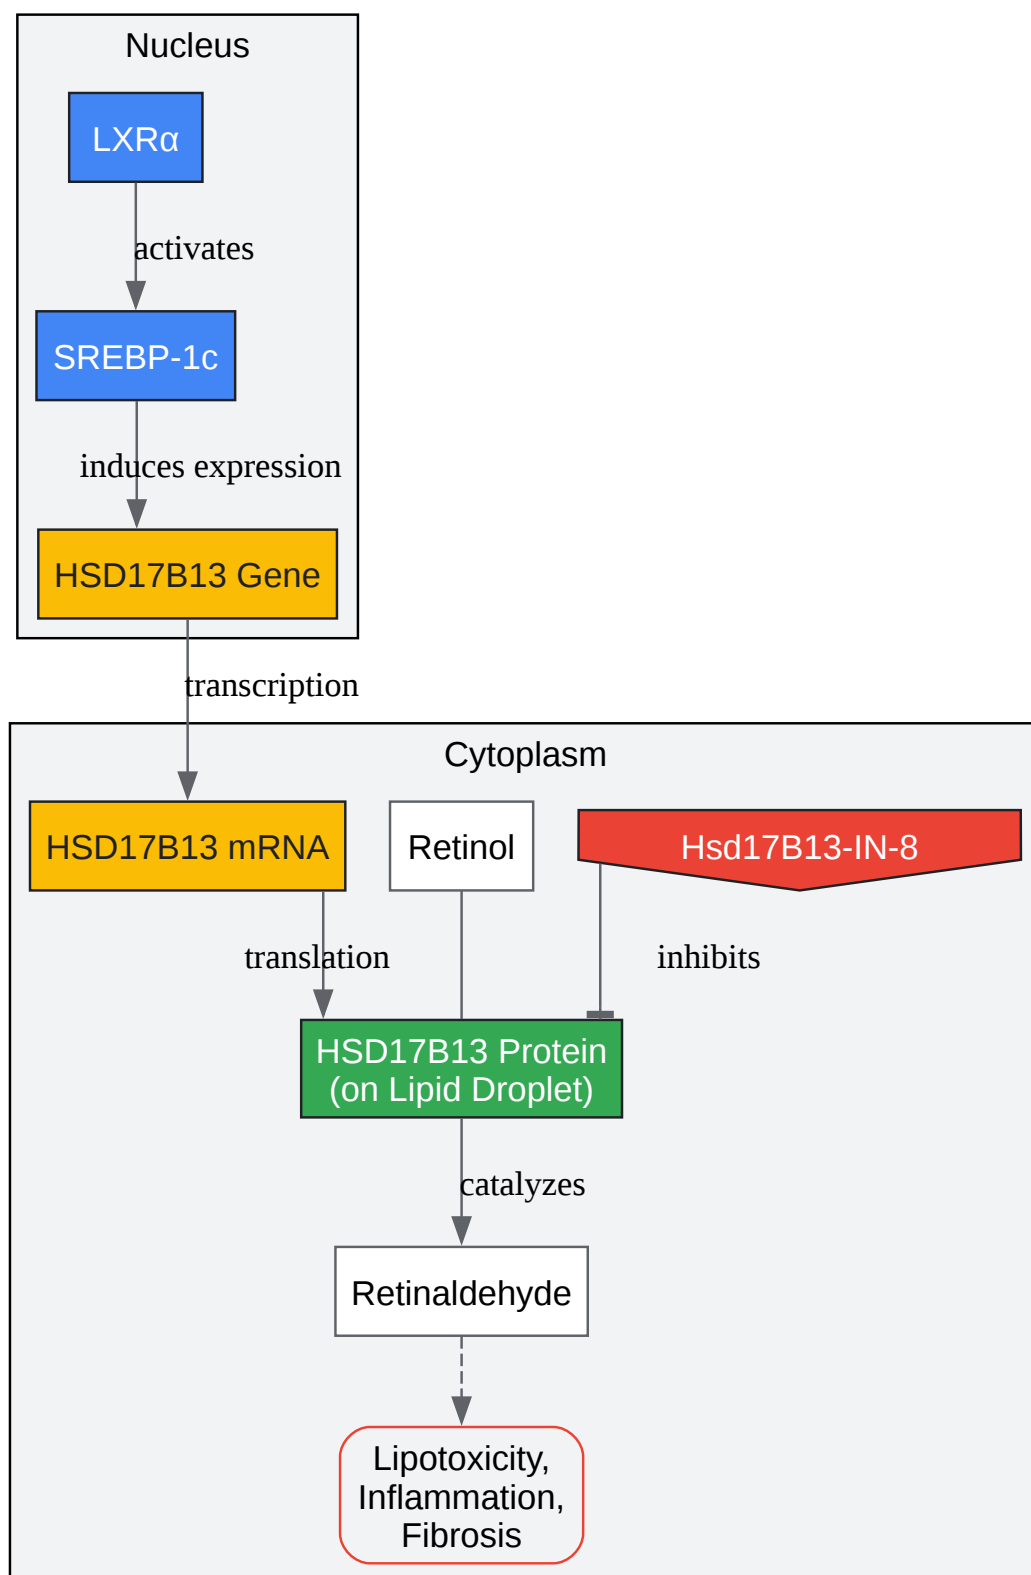 Nucleus
LXRα
activates
SREBP-1c
induces expression
HSD17B13 Gene
transcription
Cytoplasm
HSD17B13 mRNA
Retinol
Hsd17B13-IN-8
translation
inhibits
HSD17B13 Protein
(on Lipid Droplet)
catalyzes
Retinaldehyde
Lipotoxicity,
Inflammation,
Fibrosis